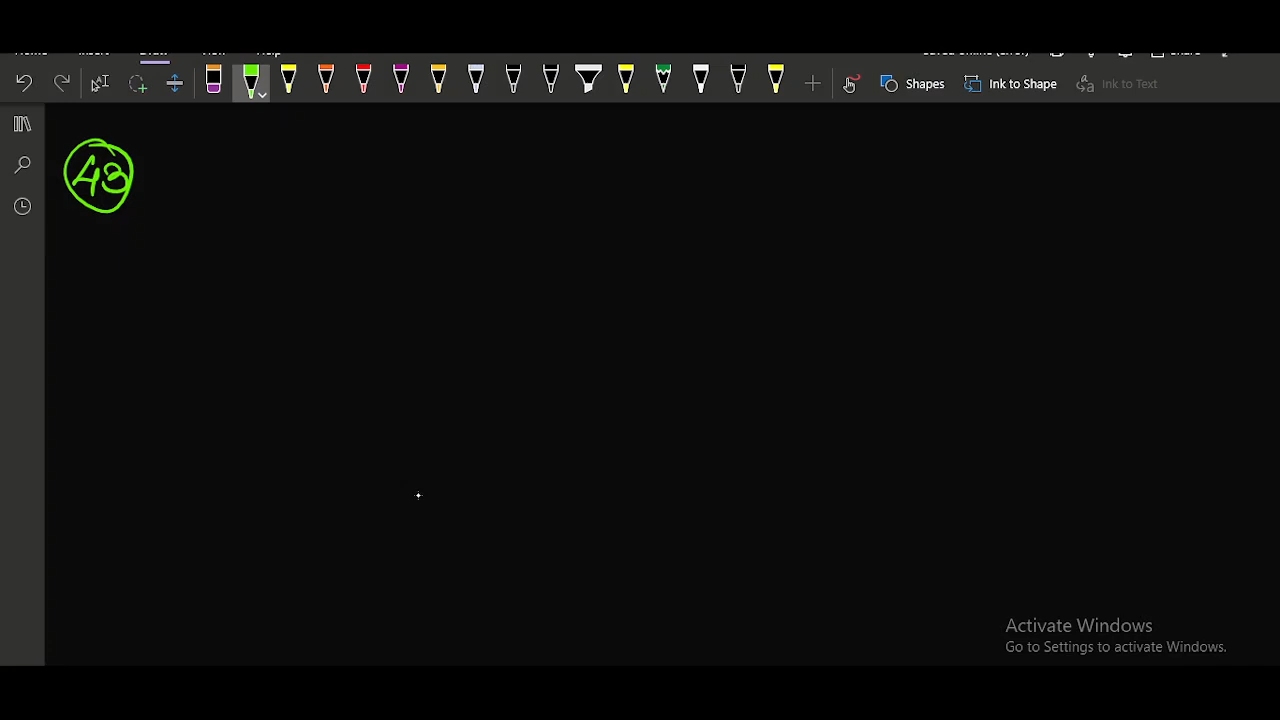 Shapes
Ink to Shape
Ink to Text
43
Activate Windows
Go to Settings to activate Windows.